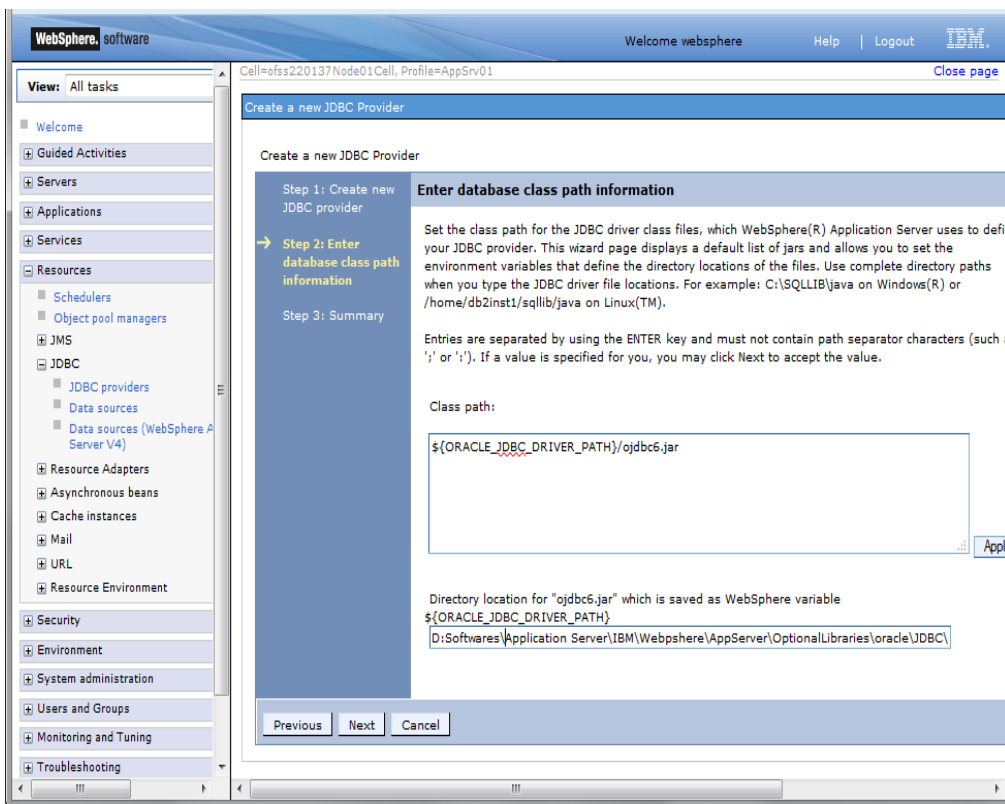 WebSphere. software
Welcome websphere
Help | Logout
IBM.
View: All tasks
Welcome
Guided Activities
Servers
Applications
Services
Resources
Schedulers
Object pool managers
JMS
JDBC
JDBC providers
Data sources
Data sources (WebSphere A
Server V4)
Resource Adapters
Asynchronous beans
Cache instances
Mail
URL
Resource Environment
Security
Environment
System administration
Users and Groups
Monitoring and Tuning
Troubleshooting
Cell=ofss220137Node01Cell, Profile=AppSrv01
Close page
Create a new JDBC Provider
Create a new JDBC Provider
Step 1: Create new
JDBC provider
Step 2: Enter
database class path
information
Step 3: Summary
Enter database class path information
Set the class path for the JDBC driver class files, which WebSphere(R) Application Server uses to defi
your JDBC provider. This wizard page displays a default list of jars and allows you to set the
environment variables that define the directory locations of the files. Use complete directory paths
when you type the JDBC driver file locations. For example: C:\SQLLIB\java on Windows(R) or
/home/db2inst1/sqllib/java on Linux(TM).
Entries are separated by using the ENTER key and must not contain path separator characters (such a
';' or ':'). If a value is specified for you, you may click Next to accept the value.
Class path:
${ORACLE_JDBC_DRIVER_PATH}/ojdbc6.jar
Appl
Directory location for "ojdbc6.jar" which is saved as WebSphere variable
${ORACLE_JDBC_DRIVER_PATH}
D:Softwares\Application Server\IBM\Webpshere\AppServer\OptionalLibraries\oracle\JDBC\
Previous
Next
Cancel